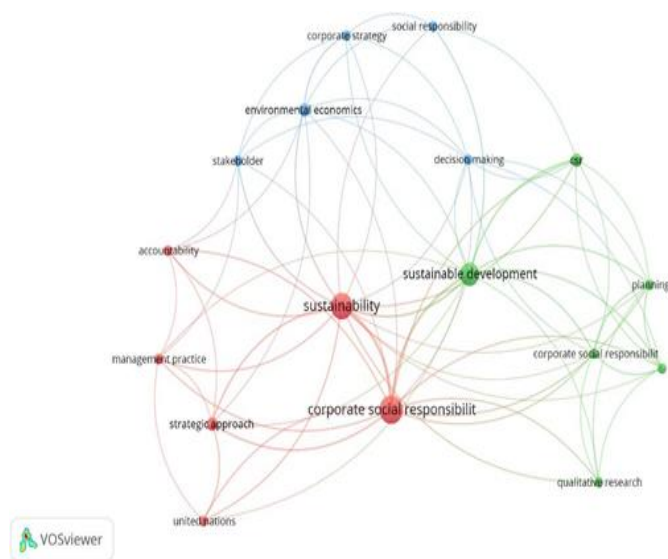 social responsibility
corporate strategy
environmental economics
stakeholder
decision making
csr
accountability
sustainable development
planning
sustainability
corporate social responsibilit
management practice
corporate social responsibilit
strategic approach
qualitative research
united nations
VOSviewer